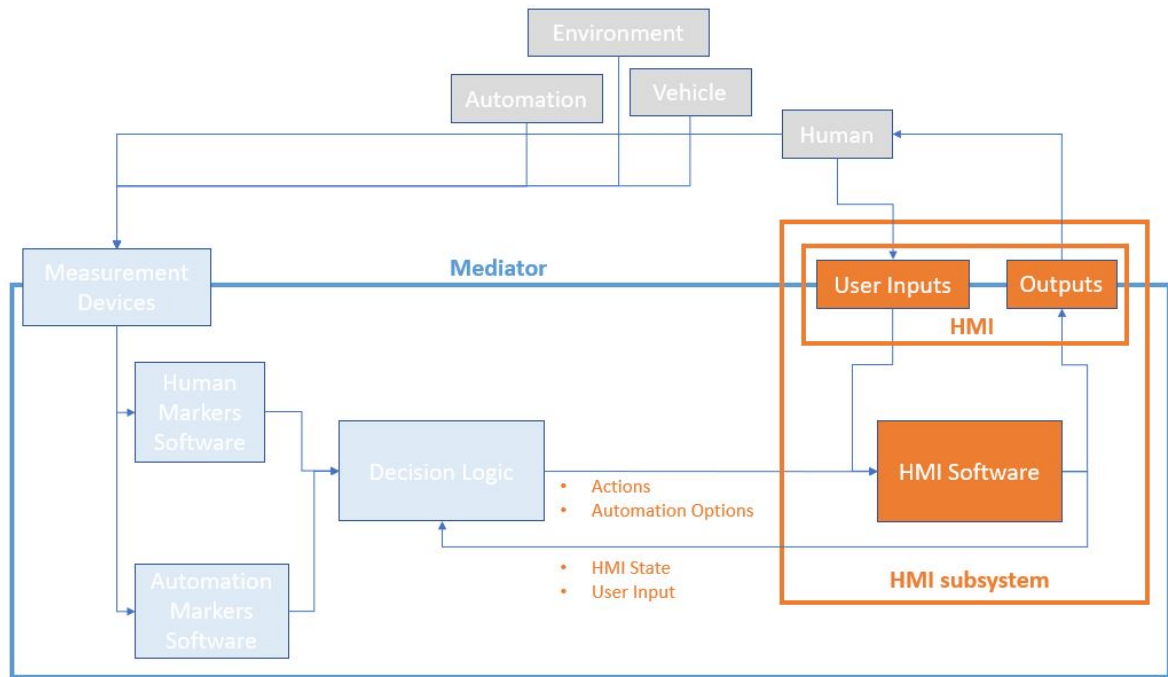 Environment
Automation
Vehicle
Human
Measurement
Devices
Mediator
User Inputs
Outputs
HMI
Human
Markers
Software
Decision Logic
HMI Software
• Actions
• Automation Options
• HMI State
• User Input
HMI subsystem
Automation
Markers
Software